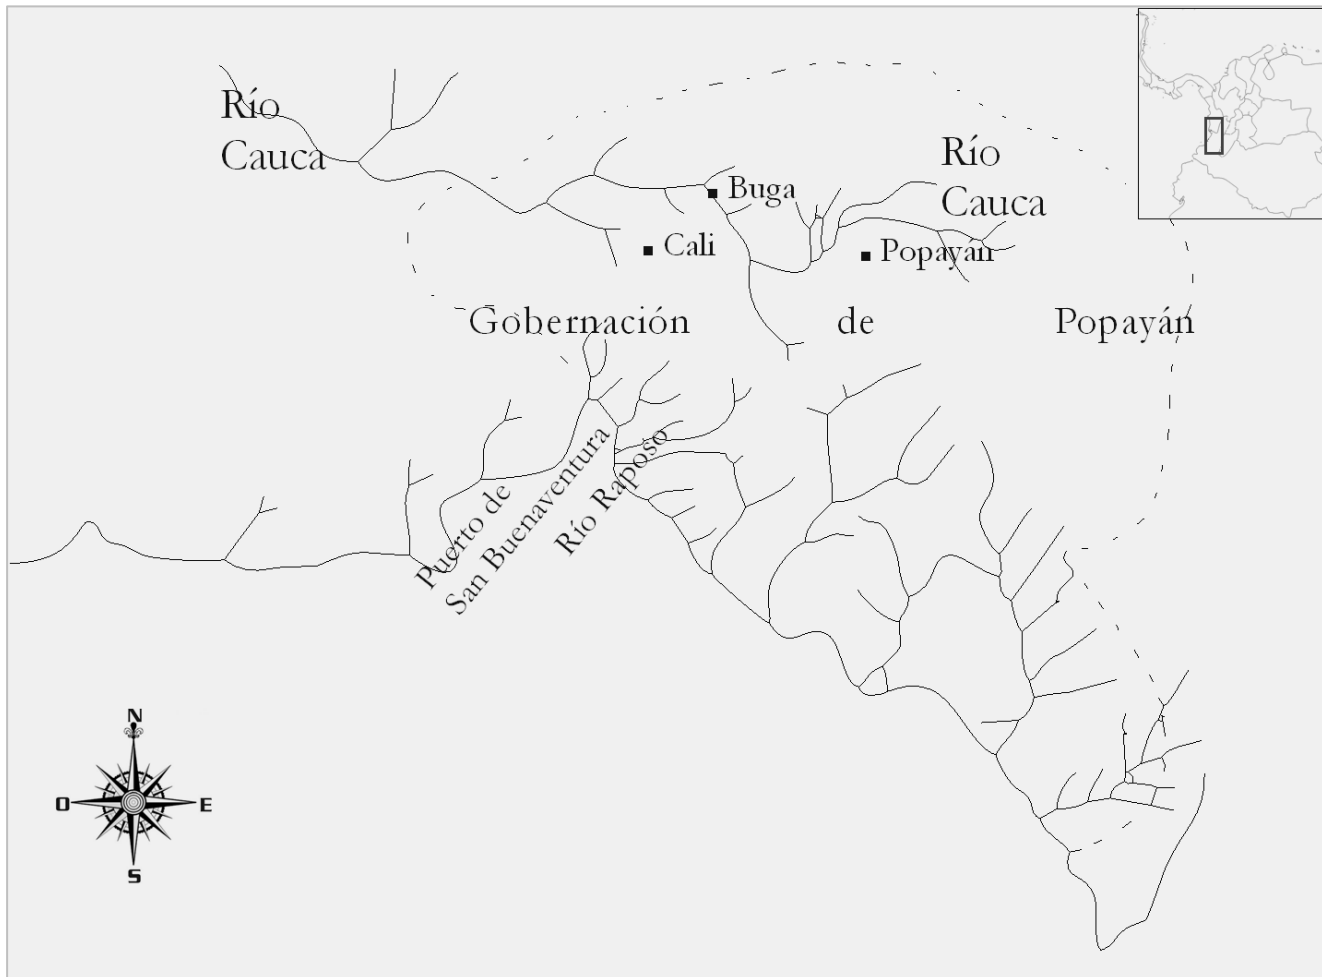 Río
Cauca
Río
Cauca
Buga
Cali
Popayán
Gobernación de Popayán
Puerto de
San Buenaventura
Río Raposo
N
O E
S